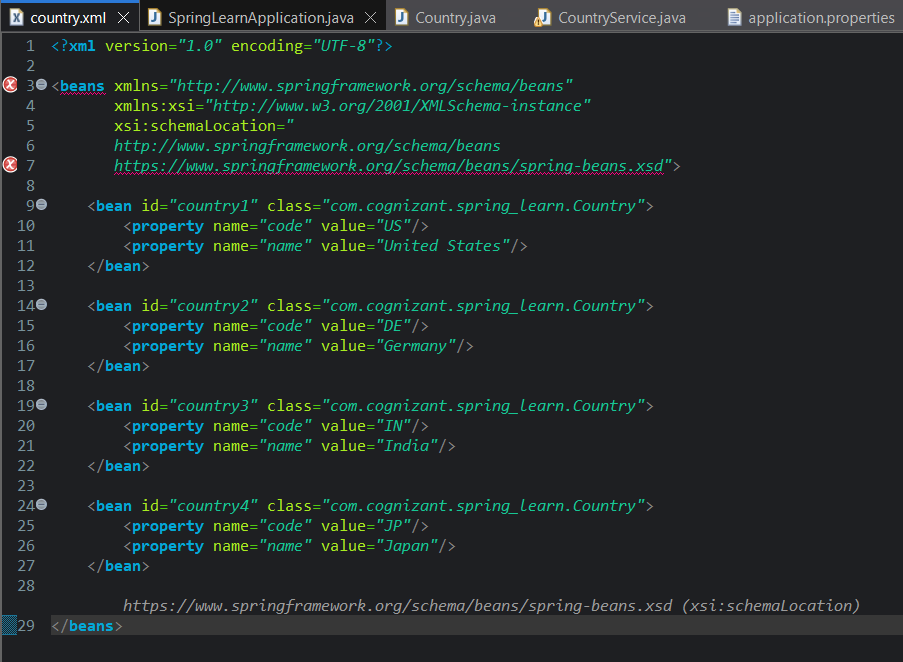 country.xml SpringLearnApplication.java Country.java CountryService.java application.properties
1 <?xml version="1.0" encoding="UTF-8"?>
2
3 <beans xmlns="http://www.springframework.org/schema/beans"
4 xmlns:xsi="http://www.w3.org/2001/XMLSchema-instance"
5 xsi:schemaLocation="
6 http://www.springframework.org/schema/beans
7 https://www.springframework.org/schema/beans/spring-beans.xsd">
8
9 <bean id="country1" class="com.cognizant.spring_learn.Country">
10 <property name="code" value="US"/>
11 <property name="name" value="United States"/>
12 </bean>
13
14 <bean id="country2" class="com.cognizant.spring_learn.Country">
15 <property name="code" value="DE"/>
16 <property name="name" value="Germany"/>
17 </bean>
18
19 <bean id="country3" class="com.cognizant.spring_learn.Country">
20 <property name="code" value="IN"/>
21 <property name="name" value="India"/>
22 </bean>
23
24 <bean id="country4" class="com.cognizant.spring_learn.Country">
25 <property name="code" value="JP"/>
26 <property name="name" value="Japan"/>
27 </bean>
28
https://www.springframework.org/schema/beans/spring-beans.xsd (xsi:schemaLocation)
29 </beans>